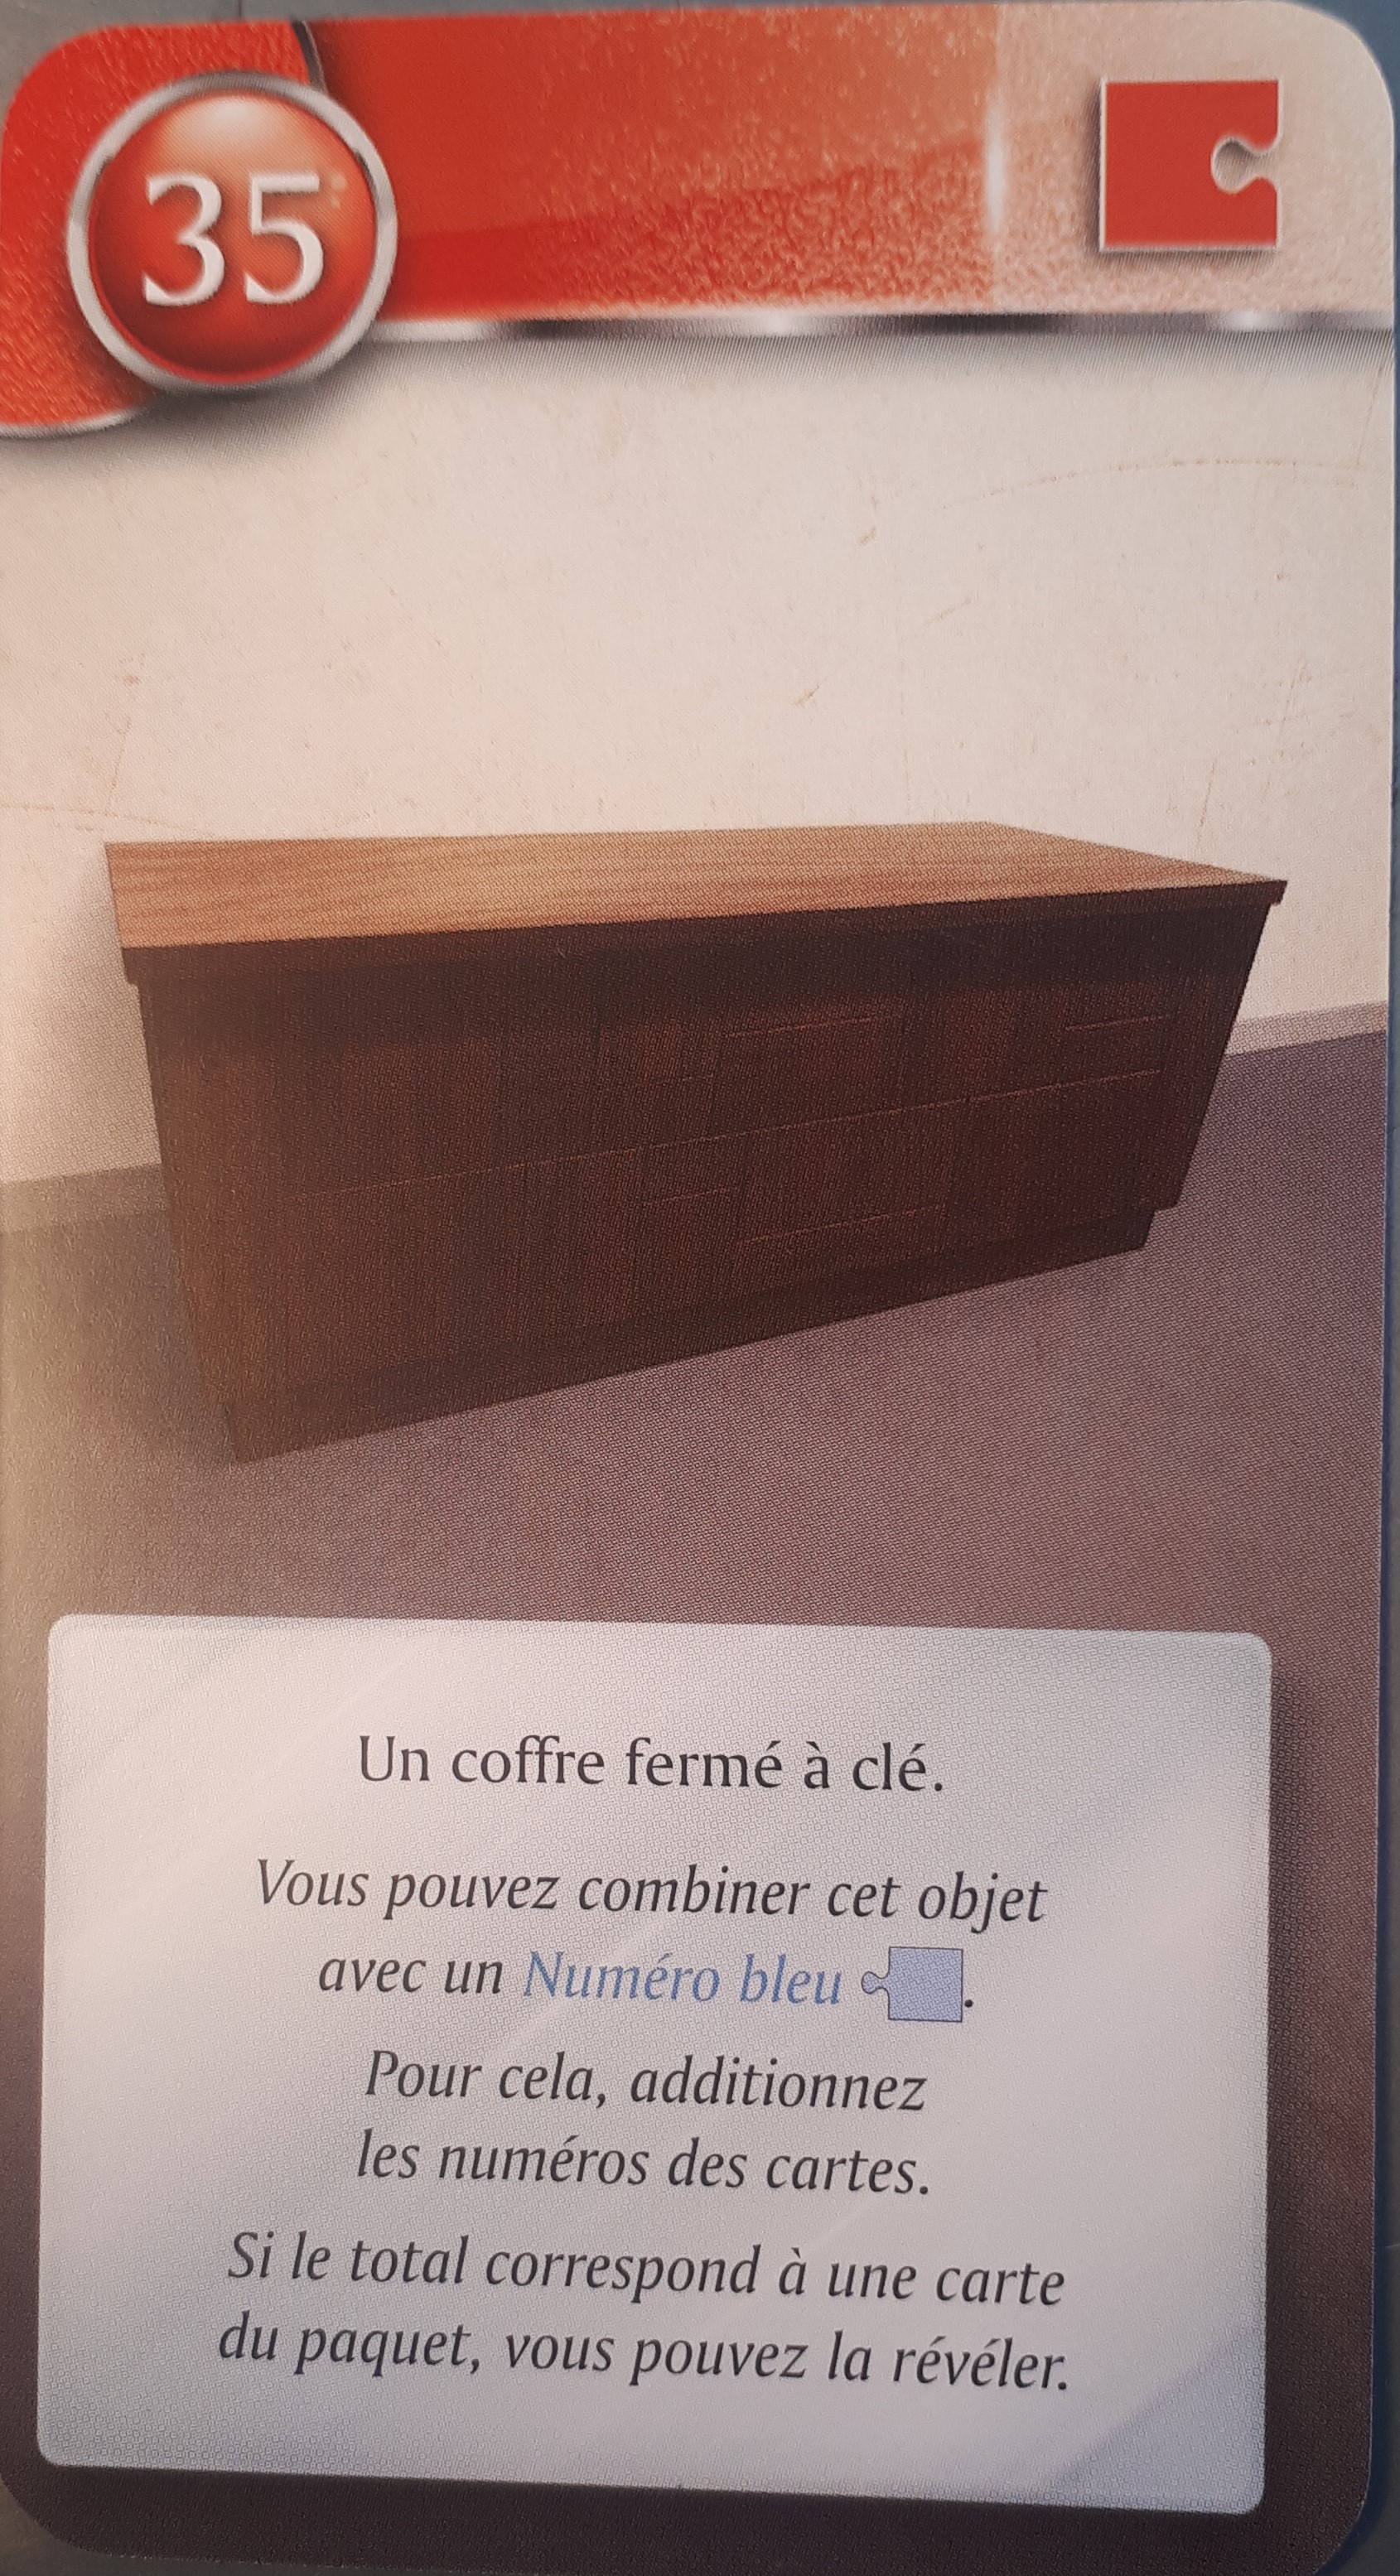 35
Un coffre fermé à clé.
Vous pouvez combiner cet objet
avec un Numéro bleu .
Pour cela, additionnez
les numéros des cartes.
Si le total correspond à une carte
du paquet, vous pouvez la révéler.